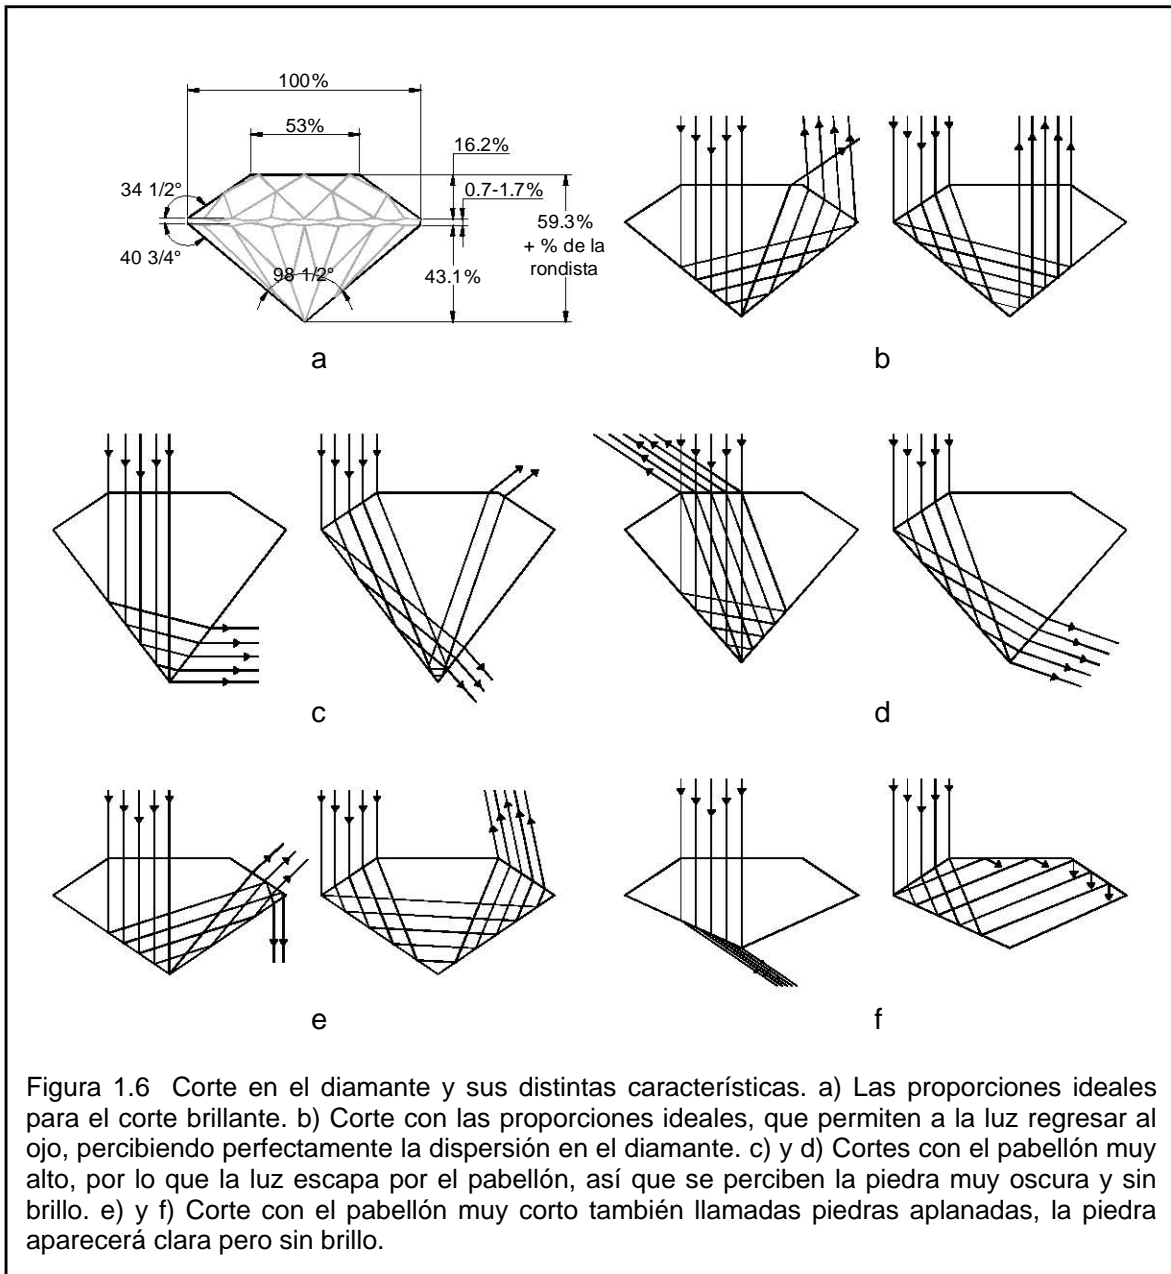 100%
53%
16.2%
34 1/2°
0.7-1.7%
59.3%
+ % de la
rondista
40 3/4°
98 1/2°
43.1%
a
b
c
d
e
f
Figura 1.6 Corte en el diamante y sus distintas características. a) Las proporciones ideales
para el corte brillante. b) Corte con las proporciones ideales, que permiten a la luz regresar al
ojo, percibiendo perfectamente la dispersión en el diamante. c) y d) Cortes con el pabellón muy
alto, por lo que la luz escapa por el pabellón, así que se perciben la piedra muy oscura y sin
brillo. e) y f) Corte con el pabellón muy corto también llamadas piedras aplanadas, la piedra
aparecerá clara pero sin brillo.